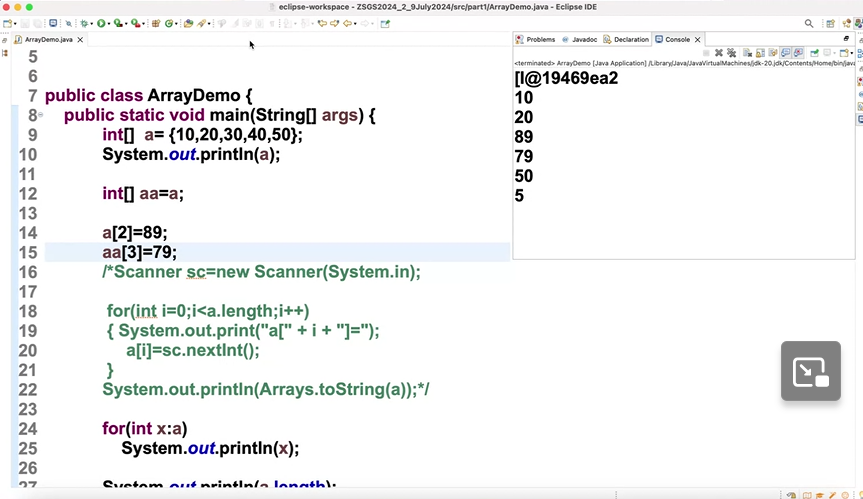 eclipse-workspace - ZSGS2024_2_9July2024/src/part1/ArrayDemo.java - Eclipse IDE
ArrayDemo.java
5
6
7 public class ArrayDemo {
8 public static void main(String[] args) {
9 int[] a= {10,20,30,40,50};
10 System.out.println(a);
11
12 int[] aa=a;
13
14 a[2]=89;
15 aa[3]=79;
16 /*Scanner sc=new Scanner(System.in);
17
18 for(int i=0;i<a.length;i++)
19 { System.out.print("a[" + i + "]=");
20 a[i]=sc.nextInt();
21 }
22 System.out.println(Arrays.toString(a));*/
23
24 for(int x:a)
25 System.out.println(x);
26
27 System.out.println(a.length);
Problems Javadoc Declaration Console
<terminated> ArrayDemo [Java Application] /Library/Java/JavaVirtualMachines/jdk-20.jdk/Contents/Home/bin/java
[I@19469ea2
10
20
89
79
50
5